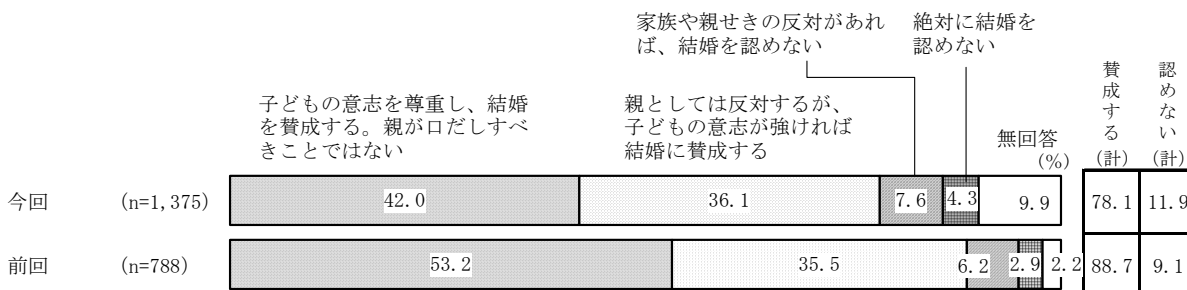 家族や親せきの反対があれ
ば、結婚を認めない
絶対に結婚を
認めない
子どもの意志を尊重し、結婚
を賛成する。親が口だしすべ
きことではない
親としては反対するが、
子どもの意志が強ければ
結婚に賛成する
無回答
(%)
賛成する(計)
認めない(計)
今回 (n=1,375) 42.0 36.1 7.6 4.3 9.9 78.1 11.9
前回 (n=788) 53.2 35.5 6.2 2.9 2.2 88.7 9.1